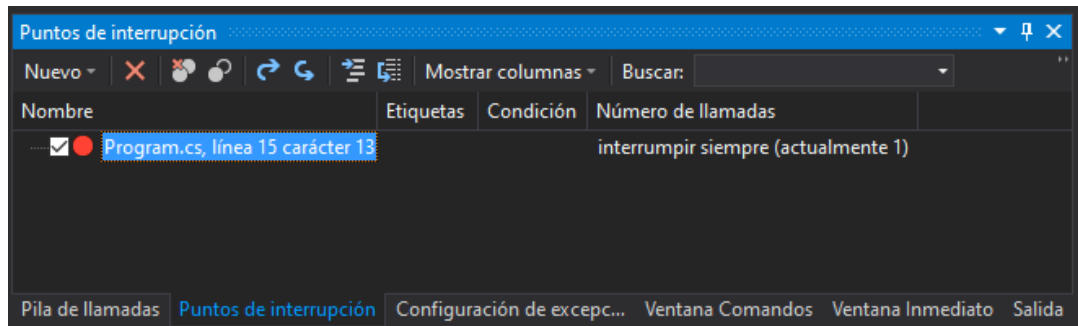 Puntos de interrupción
Nuevo Mostrar columnas Buscar:
Nombre Etiquetas Condición Número de llamadas
Program.cs, línea 15 carácter 13 interrumpir siempre (actualmente 1)
Pila de llamadas Puntos de interrupción Configuración de excepc... Ventana Comandos Ventana Inmediato Salida